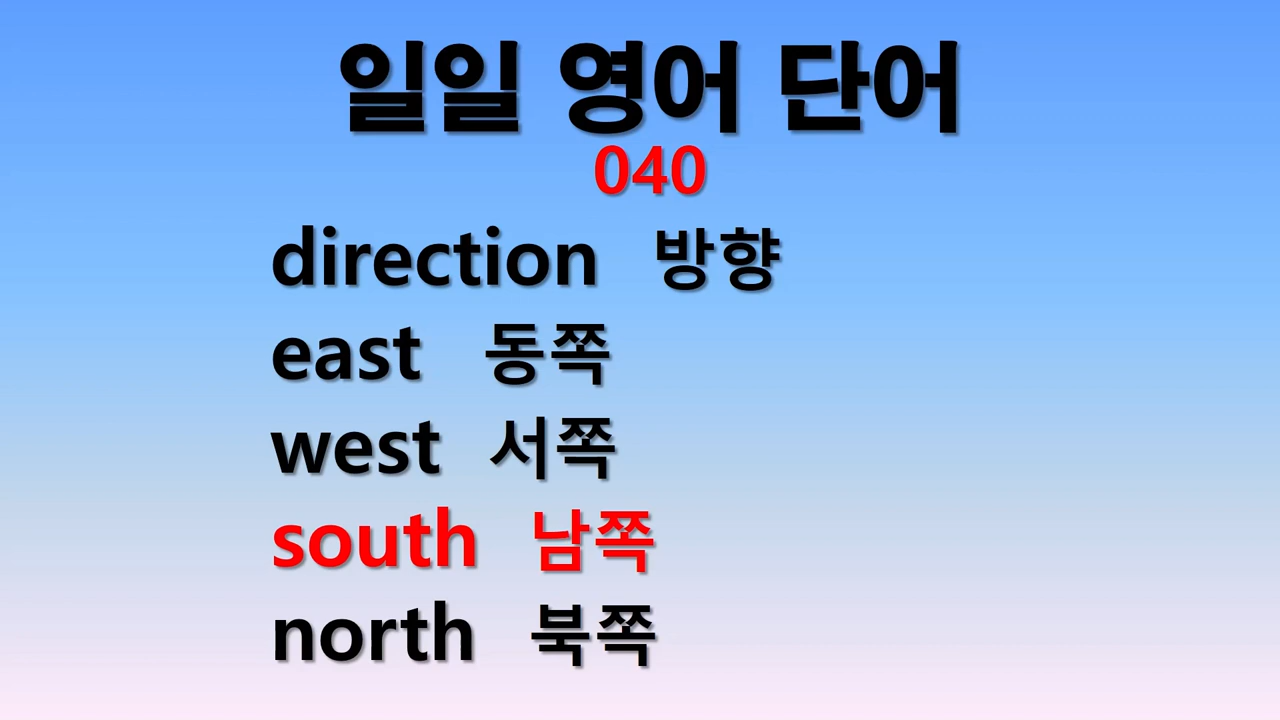 일일 영어 단어
040
direction 방향
east 동쪽
west 서쪽
south 남쪽
north 북쪽